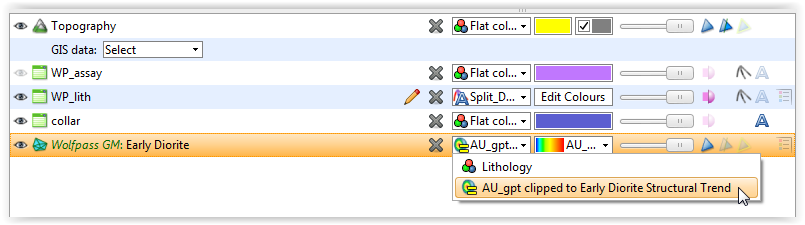 Topography Flat col...
GIS data: Select
WP_assay Flat col...
WP_lith Split_D... Edit Colours
collar Flat col...
Wolfpass GM: Early Diorite AU_gpt... AU_...
Lithology
AU_gpt clipped to Early Diorite Structural Trend